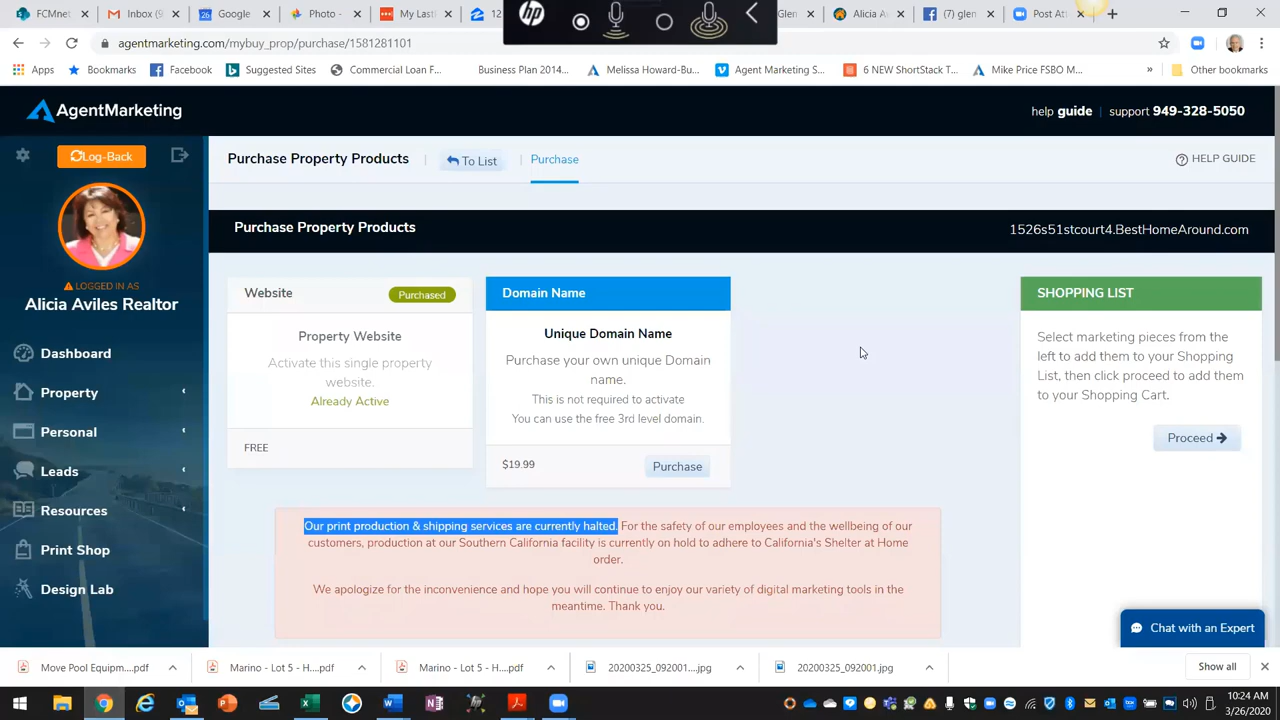 FCMnet
Inbox (9
Google
Photo -
My Lastl
12
Glen
Alicia A
(7) glen
Post Att
hp
agentmarketing.com/mybuy_prop/purchase/1581281101
Apps
Bookmarks
Facebook
Suggested Sites
Commercial Loan F...
Business Plan 2014...
Melissa Howard-Bu...
Agent Marketing S...
6 NEW ShortStack T...
Mike Price FSBO M...
»
Other bookmarks
AgentMarketing
help guide | support 949-328-5050
Log-Back
LOGGED IN AS
Alicia Aviles Realtor
Dashboard
Property
Personal
Leads
Resources
Print Shop
Design Lab
Purchase Property Products
To List
Purchase
HELP GUIDE
Purchase Property Products
1526s51stcourt4.BestHomeAround.com
Website
Purchased
Property Website
Activate this single property
website.
Already Active
FREE
Domain Name
Unique Domain Name
Purchase your own unique Domain
name.
This is not required to activate
You can use the free 3rd level domain.
$19.99
Purchase
SHOPPING LIST
Select marketing pieces from the
left to add them to your Shopping
List, then click proceed to add them
to your Shopping Cart.
Proceed
Our print production & shipping services are currently halted. For the safety of our employees and the wellbeing of our
customers, production at our Southern California facility is currently on hold to adhere to California's Shelter at Home
order.
We apologize for the inconvenience and hope you will continue to enjoy our variety of digital marketing tools in the
meantime. Thank you.
Chat with an Expert
Move Pool Equipm....pdf
Marino - Lot 5 - H....pdf
Marino - Lot 5 - H....pdf
20200325_092001....jpg
20200325_092001.jpg
Show all
10:24 AM
3/26/2020